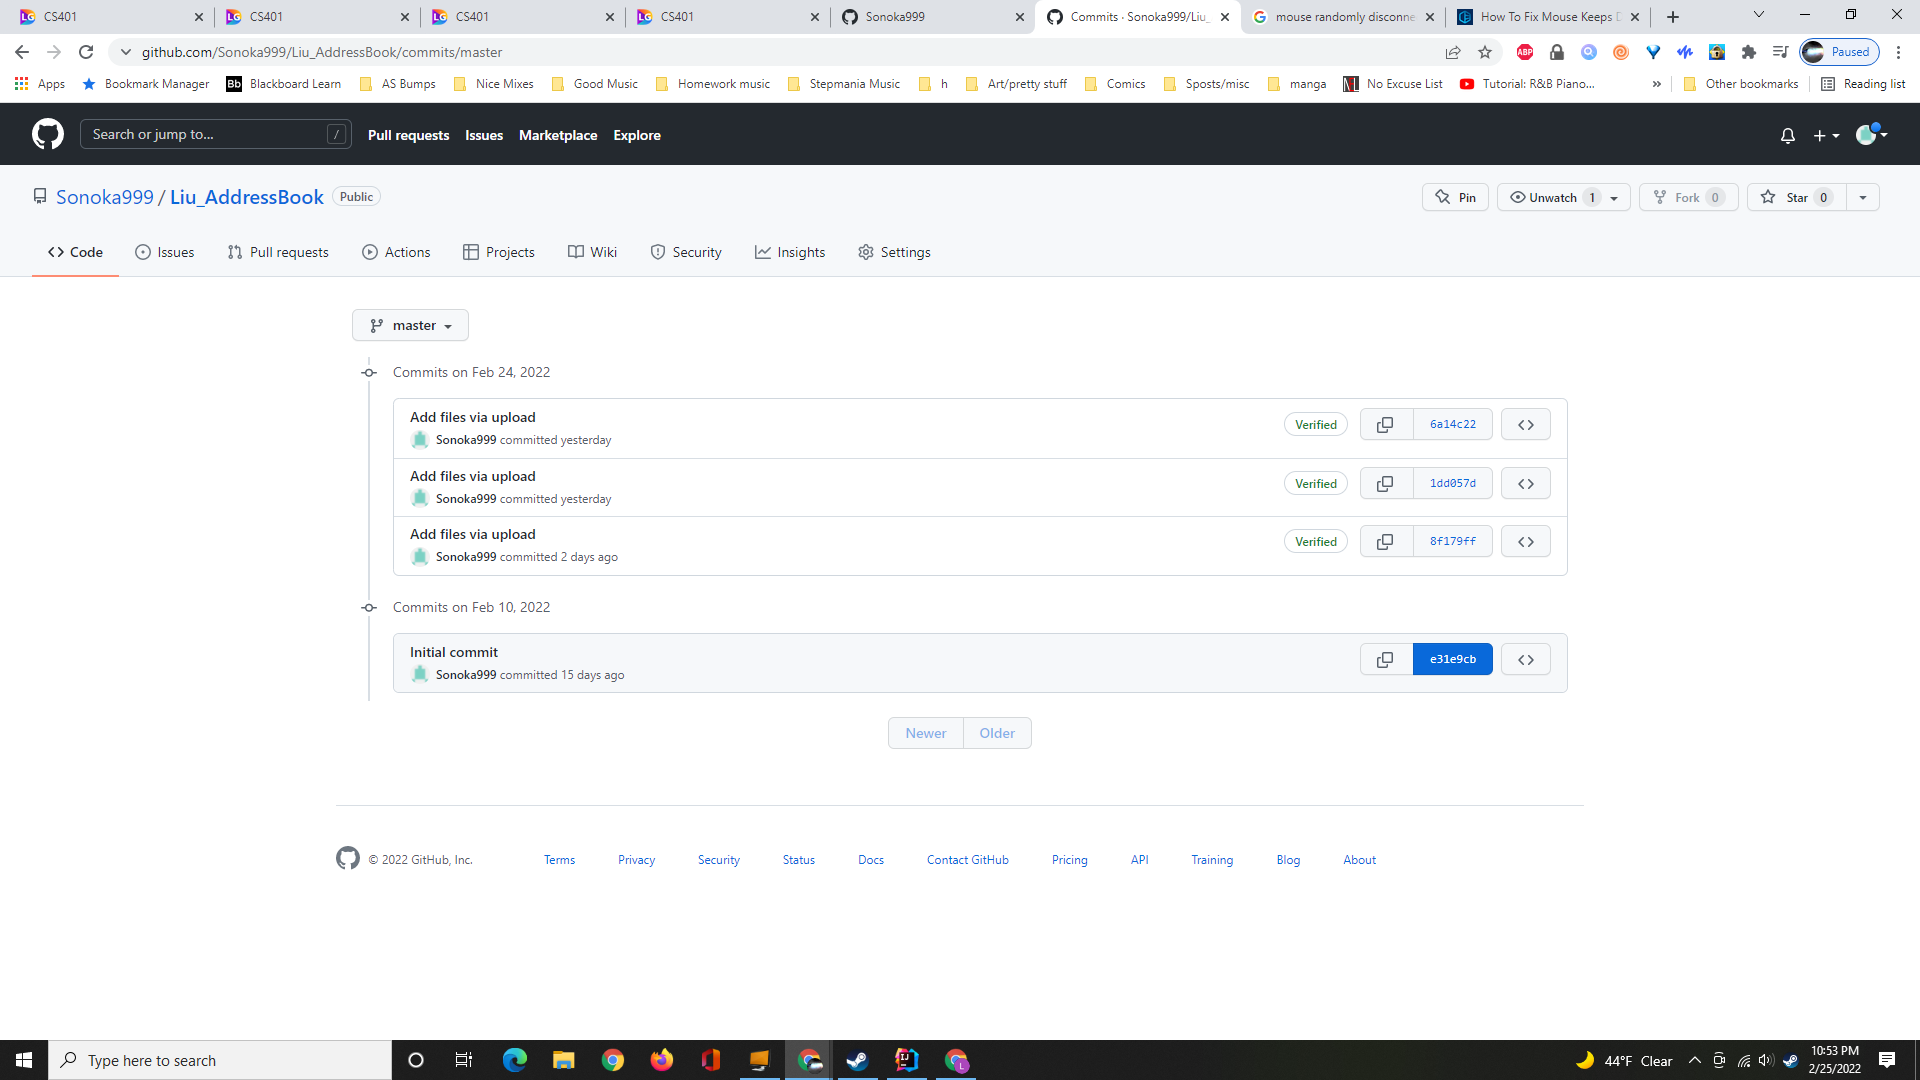 CS401
CS401
CS401
CS401
Sonoka999
Commits · Sonoka999/Liu_
mouse randomly disconne
How To Fix Mouse Keeps D
github.com/Sonoka999/Liu_AddressBook/commits/master
ABP
Paused
Apps
Bookmark Manager
Bb Blackboard Learn
AS Bumps
Nice Mixes
Good Music
Homework music
Stepmania Music
h
Art/pretty stuff
Comics
Sposts/misc
manga
No Excuse List
Tutorial: R&B Piano...
»
Other bookmarks
Reading list
Search or jump to... /
Pull requests
Issues
Marketplace
Explore
Sonoka999 / Liu_AddressBook Public
Pin
Unwatch 1
Fork 0
Star 0
Code
Issues
Pull requests
Actions
Projects
Wiki
Security
Insights
Settings
master
Commits on Feb 24, 2022
Add files via upload
Sonoka999 committed yesterday
Verified
6a14c22
Add files via upload
Sonoka999 committed yesterday
Verified
1dd057d
Add files via upload
Sonoka999 committed 2 days ago
Verified
8f179ff
Commits on Feb 10, 2022
Initial commit
Sonoka999 committed 15 days ago
e31e9cb
Newer
Older
© 2022 GitHub, Inc.
Terms
Privacy
Security
Status
Docs
Contact GitHub
Pricing
API
Training
Blog
About
Type here to search
44°F Clear
10:53 PM
2/25/2022